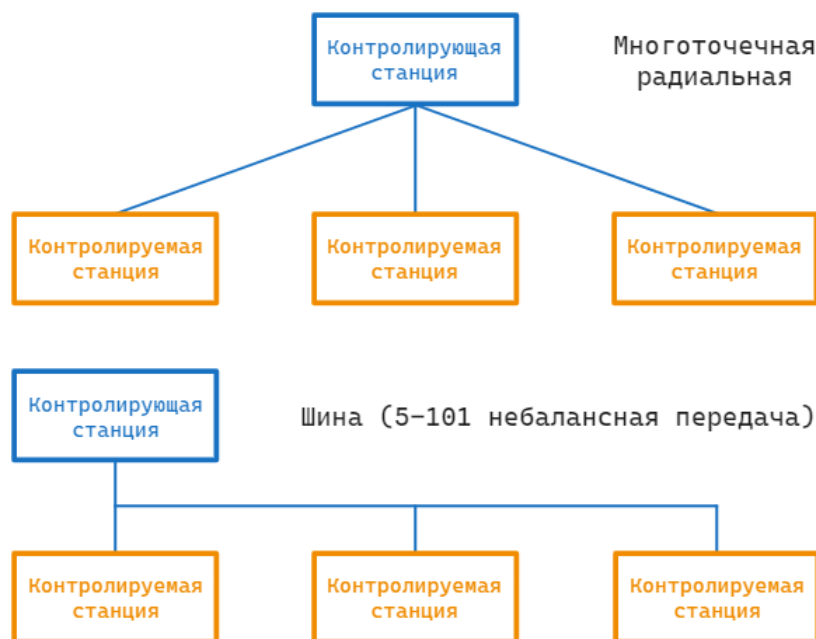 Контролирующая
станция
Многоточечная
радиальная
Контролируемая
станция
Контролируемая
станция
Контролируемая
станция
Контролирующая
станция
Шина (5-101 небалансная передача)
Контролируемая
станция
Контролируемая
станция
Контролируемая
станция